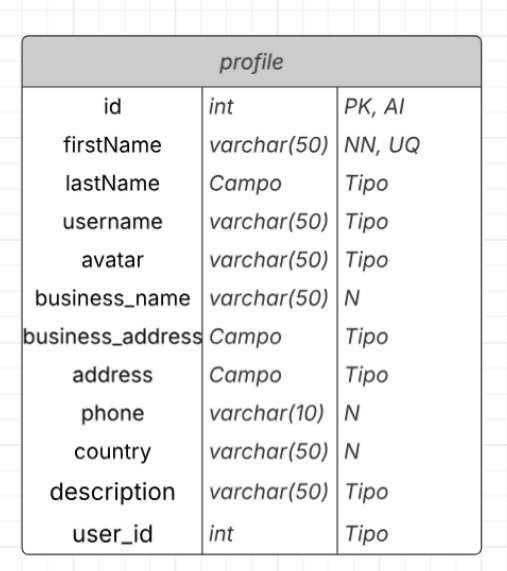 profile
id int PK, AI
firstName varchar(50) NN, UQ
lastName Campo Tipo
username varchar(50) Tipo
avatar varchar(50) Tipo
business_name varchar(50) N
business_address Campo Tipo
address Campo Tipo
phone varchar(10) N
country varchar(50) N
description varchar(50) Tipo
user_id int Tipo